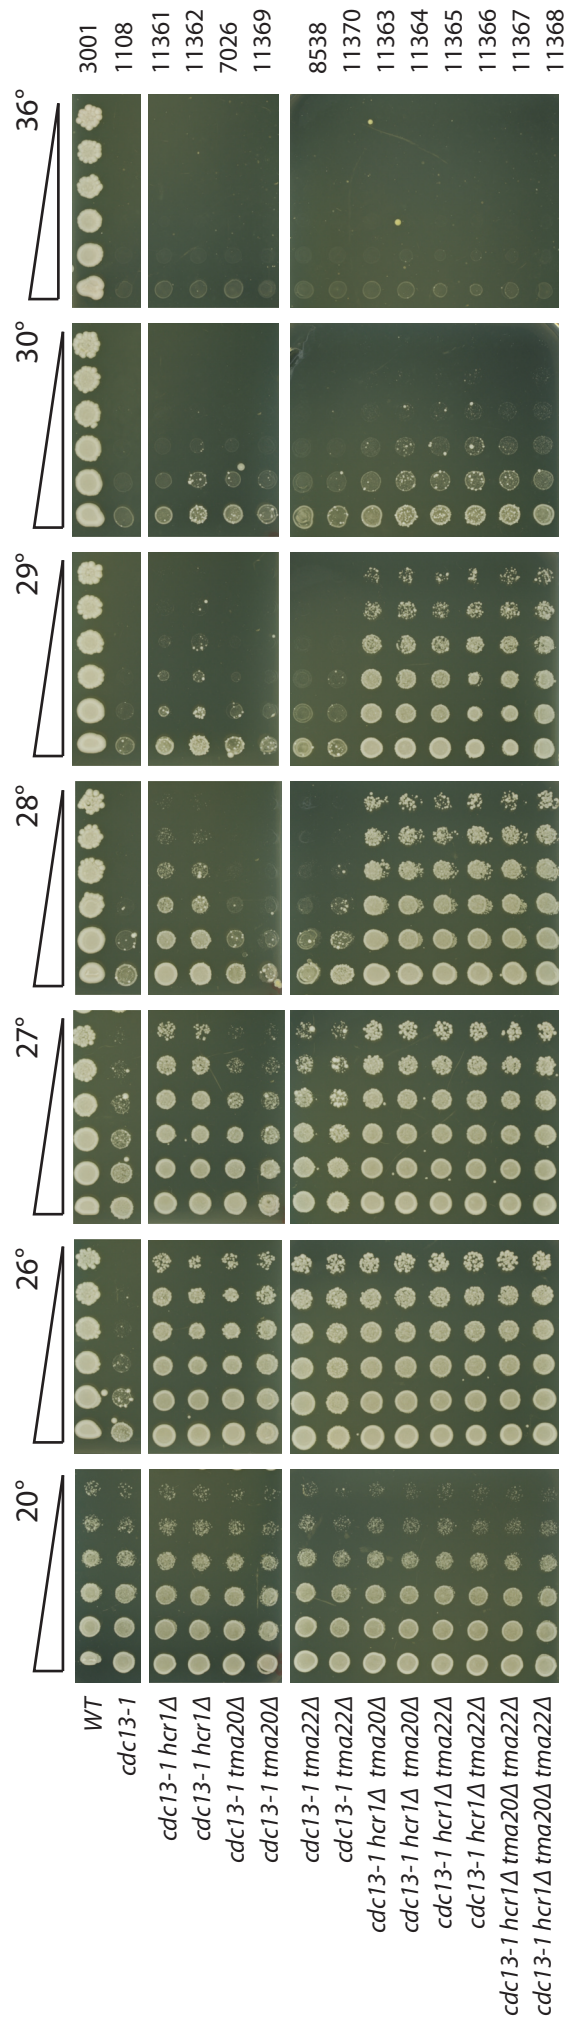 20° 26° 27° 28° 29° 30° 36°
WT 3001
cdc13-1 1108
cdc13-1 hcr1Δ 11361
cdc13-1 hcr1Δ 11362
cdc13-1 tma20Δ 7026
cdc13-1 tma20Δ 11369
cdc13-1 tma22Δ 8538
cdc13-1 tma22Δ 11370
cdc13-1 hcr1Δ tma20Δ 11363
cdc13-1 hcr1Δ tma20Δ 11364
cdc13-1 hcr1Δ tma22Δ 11365
cdc13-1 hcr1Δ tma22Δ 11366
cdc13-1 hcr1Δ tma20Δ tma22Δ 11367
cdc13-1 hcr1Δ tma20Δ tma22Δ 11368